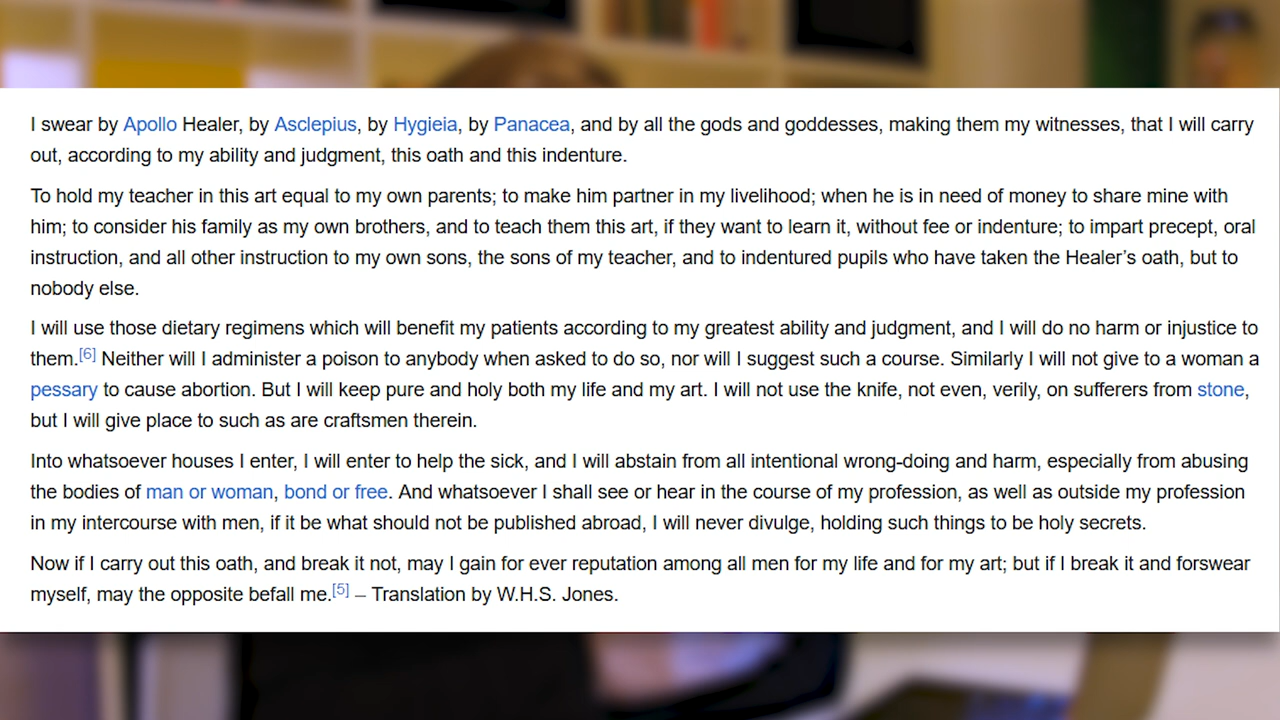 I swear by Apollo Healer, by Asclepius, by Hygieia, by Panacea, and by all the gods and goddesses, making them my witnesses, that I will carry
out, according to my ability and judgment, this oath and this indenture.
To hold my teacher in this art equal to my own parents; to make him partner in my livelihood; when he is in need of money to share mine with
him; to consider his family as my own brothers, and to teach them this art, if they want to learn it, without fee or indenture; to impart precept, oral
instruction, and all other instruction to my own sons, the sons of my teacher, and to indentured pupils who have taken the Healer’s oath, but to
nobody else.
I will use those dietary regimens which will benefit my patients according to my greatest ability and judgment, and I will do no harm or injustice to
them.[6] Neither will I administer a poison to anybody when asked to do so, nor will I suggest such a course. Similarly I will not give to a woman a
pessary to cause abortion. But I will keep pure and holy both my life and my art. I will not use the knife, not even, verily, on sufferers from stone,
but I will give place to such as are craftsmen therein.
Into whatsoever houses I enter, I will enter to help the sick, and I will abstain from all intentional wrong-doing and harm, especially from abusing
the bodies of man or woman, bond or free. And whatsoever I shall see or hear in the course of my profession, as well as outside my profession
in my intercourse with men, if it be what should not be published abroad, I will never divulge, holding such things to be holy secrets.
Now if I carry out this oath, and break it not, may I gain for ever reputation among all men for my life and for my art; but if I break it and forswear
myself, may the opposite befall me.[5] – Translation by W.H.S. Jones.